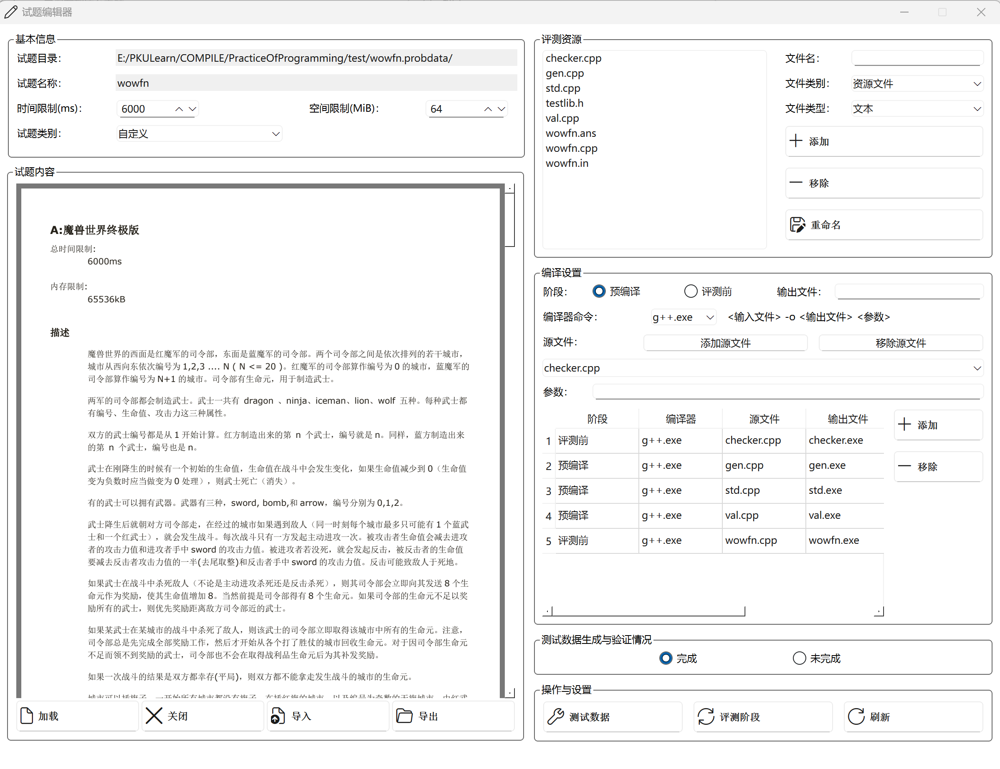 试题编辑器
基本信息
试题目录： E:/PKULearn/COMPILE/PracticeOfProgramming/test/wowfn.probdata/
试题名称： wowfn
时间限制(ms)： 6000 空间限制(MiB)： 64
试题类别： 自定义
试题内容
A:魔兽世界终极版
总时间限制:
6000ms
内存限制:
65536kB
描述
魔兽世界的西面是红魔军的司令部，东面是蓝魔军的司令部。两个司令部之间是依次排列的若干城市，
城市从西向东依次编号为 1,2,3 .... N ( N <= 20 )。红魔军的司令部算作编号为 0 的城市，蓝魔军的
司令部算作编号为 N+1 的城市。司令部有生命元，用于制造武士。
两军的司令部都会制造武士。武士一共有 dragon 、ninja、iceman、lion、wolf 五种。每种武士都
有编号、生命值、攻击力这三种属性。
双方的武士编号都是从 1 开始计算。红方制造出来的第 n 个武士，编号就是 n。同样，蓝方制造出来
的第 n 个武士，编号也是 n。
武士在刚降生的时候有一个初始的生命值，生命值在战斗中会发生变化，如果生命值减少到 0（生命值
变为负数时应当做变为 0 处理），则武士死亡（消失）。
有的武士可以拥有武器。武器有三种，sword, bomb,和 arrow，编号分别为 0,1,2。
武士降生后就朝对方司令部走，在经过的城市如果遇到敌人（同一时刻每个城市最多只可能有 1 个蓝武
士和一个红武士），就会发生战斗。每次战斗只有一方发起主动进攻一次。被攻击者生命值会减去进攻
者的攻击力值和进攻者手中 sword 的攻击力值。被进攻者若没死，就会发起反击，被反击者的生命值
要减去反击者攻击力值的一半(去尾取整)和反击者手中 sword 的攻击力值。反击可能致敌人于死地。
如果武士在战斗中杀死敌人（不论是主动进攻杀死还是反击杀死），则其司令部会立即向其发送 8 个生
命元作为奖励，使其生命值增加 8。当然前提是司令部得有 8 个生命元。如果司令部的生命元不足以奖
励所有的武士，则优先奖励距离敌方司令部近的武士。
如果某武士在某城市的战斗中杀死了敌人，则该武士的司令部立即取得该城市中所有的生命元。注意，
司令部总是先完成全部奖励工作，然后才开始从各个打了胜仗的城市回收生命元。对于因司令部生命元
不足而领不到奖励的武士，司令部也不会在取得战利品生命元后为其补发奖励。
如果一次战斗的结果是双方都幸存(平局)，则双方都不能拿走发生战斗的城市的生命元。
加载 关闭 导入 导出
评测资源
checker.cpp
gen.cpp
std.cpp
testlib.h
val.cpp
wowfn.ans
wowfn.cpp
wowfn.in
文件名：
文件类别： 资源文件
文件类型： 文本
添加
移除
重命名
编译设置
阶段： 预编译 评测前 输出文件：
编译器命令： g++.exe <输入文件> -o <输出文件> <参数>
源文件： 添加源文件 移除源文件
checker.cpp
参数：
阶段 编译器 源文件 输出文件
1 评测前 g++.exe checker.cpp checker.exe
2 预编译 g++.exe gen.cpp gen.exe
3 预编译 g++.exe std.cpp std.exe
4 预编译 g++.exe val.cpp val.exe
5 评测前 g++.exe wowfn.cpp wowfn.exe
添加
移除
测试数据生成与验证情况
完成 未完成
操作与设置
测试数据 评测阶段 刷新